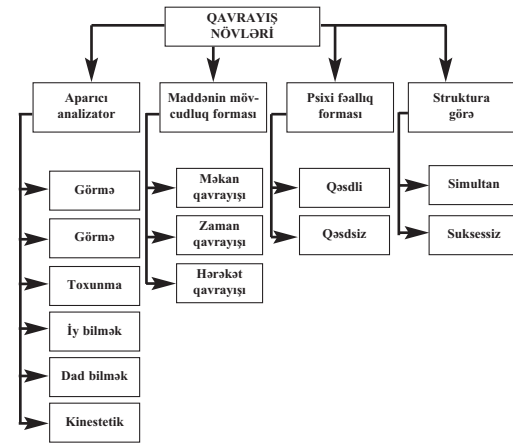 QAVRAYIŞ
NÖVLƏRİ
Aparıcı
analizator
Maddənin möv-
cudluq forması
Psixi fəallıq
forması
Struktura
görə
Görmə
Görmə
Toxunma
İy bilmək
Dad bilmək
Kinestetik
Məkan
qavrayışı
Zaman
qavrayışı
Hərəkət
qavrayışı
Qəsdli
Qəsdsiz
Simultan
Suksessiz